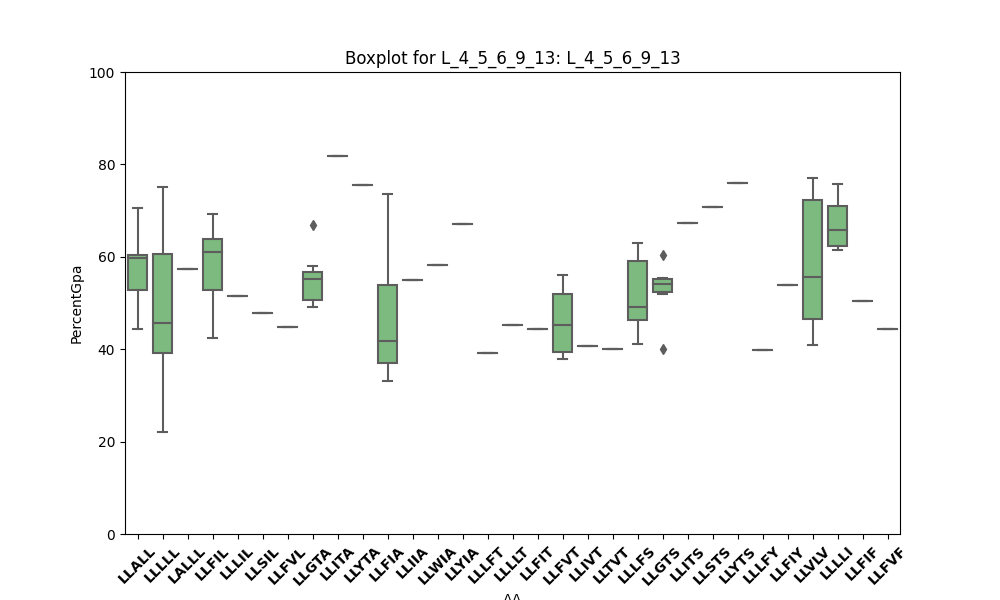 Boxplot for L_4_5_6_9_13: L_4_5_6_9_13
100
80
60
40
20
0
PercentGpa
LLALL LLLLL LALLL LLFIL LLLIL LLSIL LLFVL LLGTA LLITA LLYTA LLFIA LLIIA LLWIA LLYIA LLLFT LLLLT LLFIT LLFVT LLIVT LLTVT LLLFS LLGTS LLITS LLSTS LLYTS LLLFY LLFIY LLVLV LLLLI LLFIF LLFVF
AA